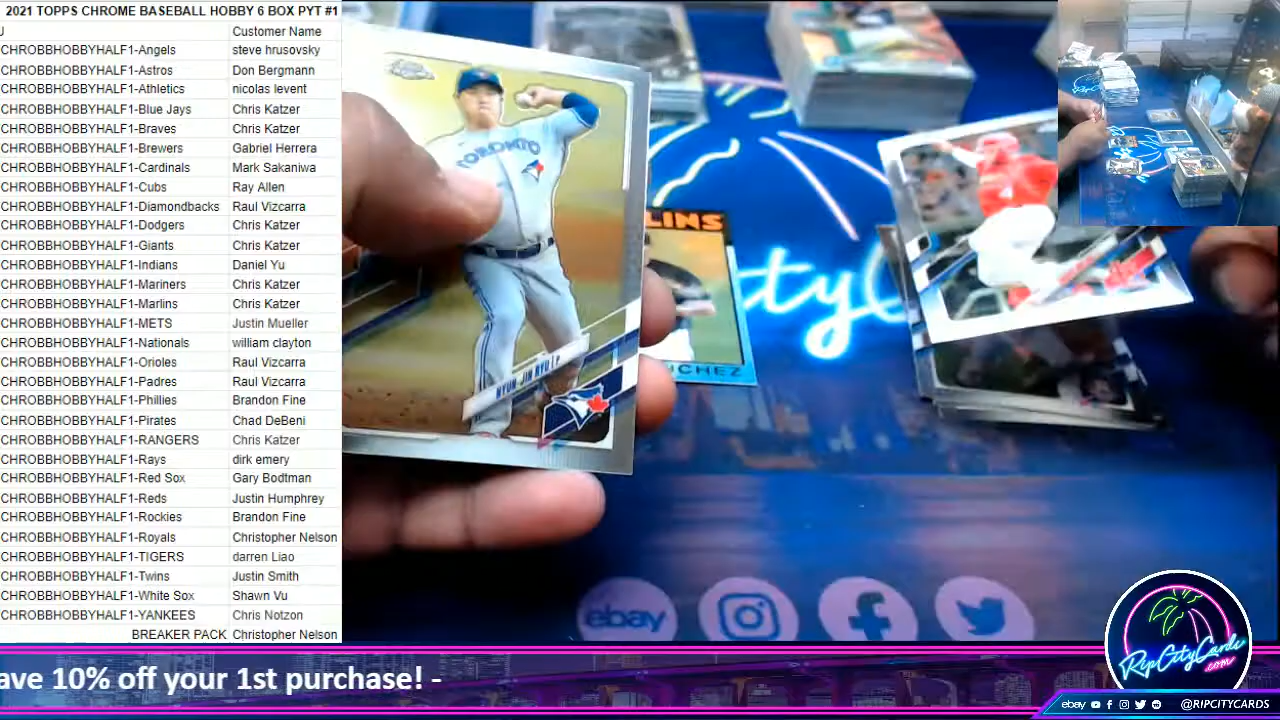 2021 TOPPS CHROME BASEBALL HOBBY 6 BOX PYT #1
Customer Name
CHROBBHOBBYHALF1-Angels steve hrusovsky
CHROBBHOBBYHALF1-Astros Don Bergmann
CHROBBHOBBYHALF1-Athletics nicolas levent
CHROBBHOBBYHALF1-Blue Jays Chris Katzer
CHROBBHOBBYHALF1-Braves Chris Katzer
CHROBBHOBBYHALF1-Brewers Gabriel Herrera
CHROBBHOBBYHALF1-Cardinals Mark Sakaniwa
CHROBBHOBBYHALF1-Cubs Ray Allen
CHROBBHOBBYHALF1-Diamondbacks Raul Vizcarra
CHROBBHOBBYHALF1-Dodgers Chris Katzer
CHROBBHOBBYHALF1-Giants Chris Katzer
CHROBBHOBBYHALF1-Indians Daniel Yu
CHROBBHOBBYHALF1-Mariners Chris Katzer
CHROBBHOBBYHALF1-Marlins Chris Katzer
CHROBBHOBBYHALF1-METS Justin Mueller
CHROBBHOBBYHALF1-Nationals william clayton
CHROBBHOBBYHALF1-Orioles Raul Vizcarra
CHROBBHOBBYHALF1-Padres Raul Vizcarra
CHROBBHOBBYHALF1-Phillies Brandon Fine
CHROBBHOBBYHALF1-Pirates Chad DeBeni
CHROBBHOBBYHALF1-RANGERS Chris Katzer
CHROBBHOBBYHALF1-Rays dirk emery
CHROBBHOBBYHALF1-Red Sox Gary Bodtman
CHROBBHOBBYHALF1-Reds Justin Humphrey
CHROBBHOBBYHALF1-Rockies Brandon Fine
CHROBBHOBBYHALF1-Royals Christopher Nelson
CHROBBHOBBYHALF1-TIGERS darren Liao
CHROBBHOBBYHALF1-Twins Justin Smith
CHROBBHOBBYHALF1-White Sox Shawn Vu
CHROBBHOBBYHALF1-YANKEES Chris Notzon
BREAKER PACK Christopher Nelson
TORONTO
HYUN-JIN RYU LP
LINS
CHEZ
tyC
ebay
RipCityCards
.com
ave 10% off your 1st purchase! -
ebay @RIPCITYCARDS